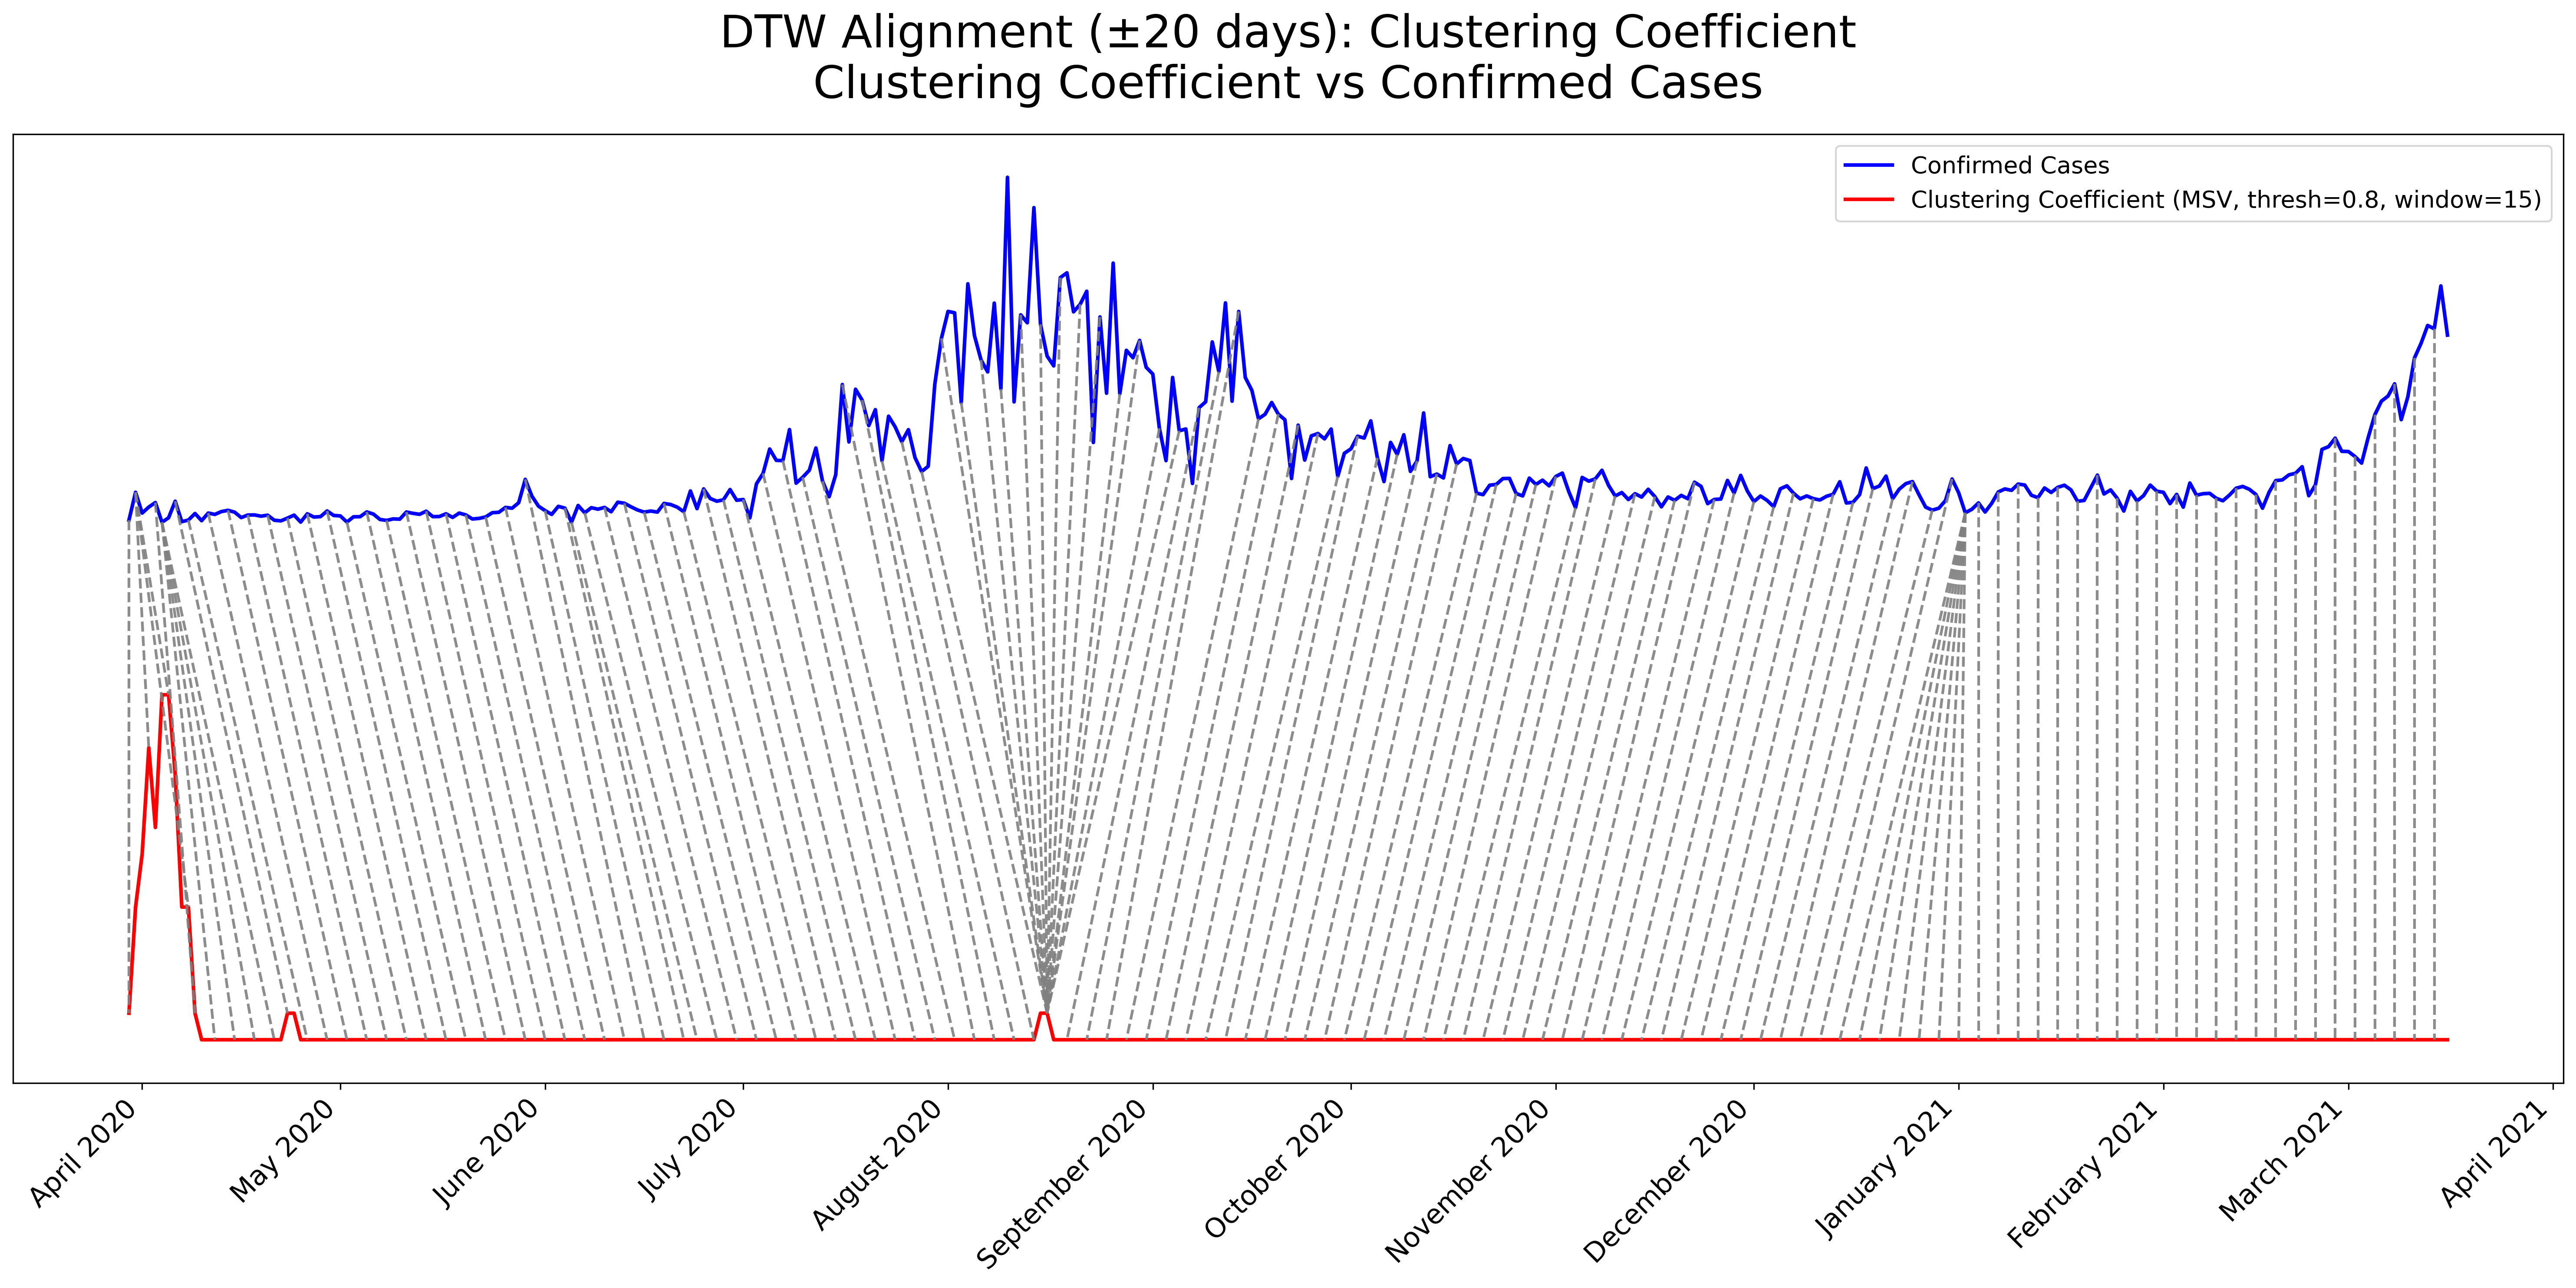 DTW Alignment (±20 days): Clustering Coefficient
Clustering Coefficient vs Confirmed Cases
Confirmed Cases
Clustering Coefficient (MSV, thresh=0.8, window=15)
April 2020
May 2020
June 2020
July 2020
August 2020
September 2020
October 2020
November 2020
December 2020
January 2021
February 2021
March 2021
April 2021